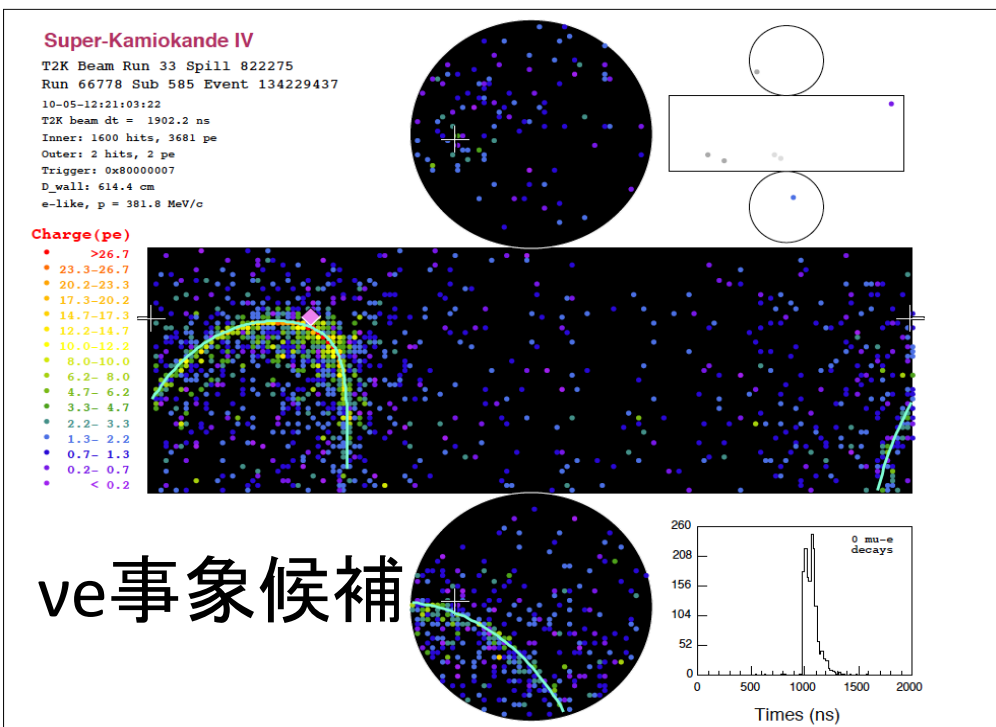 Super-Kamiokande IV
T2K Beam Run 33 Spill 822275
Run 66778 Sub 585 Event 134229437
10-05-12:21:03:22
T2K beam dt = 1902.2 ns
Inner: 1600 hits, 3681 pe
Outer: 2 hits, 2 pe
Trigger: 0x80000007
D_wall: 614.4 cm
e-like, p = 381.8 MeV/c
Charge(pe)
>26.7
23.3-26.7
20.2-23.3
17.3-20.2
14.7-17.3
12.2-14.7
10.0-12.2
8.0-10.0
6.2- 8.0
4.7- 6.2
3.3- 4.7
2.2- 3.3
1.3- 2.2
0.7- 1.3
0.2- 0.7
< 0.2
νe事象候補
0 mu-e
decays
260
208
156
104
52
0
0 500 1000 1500 2000
Times (ns)